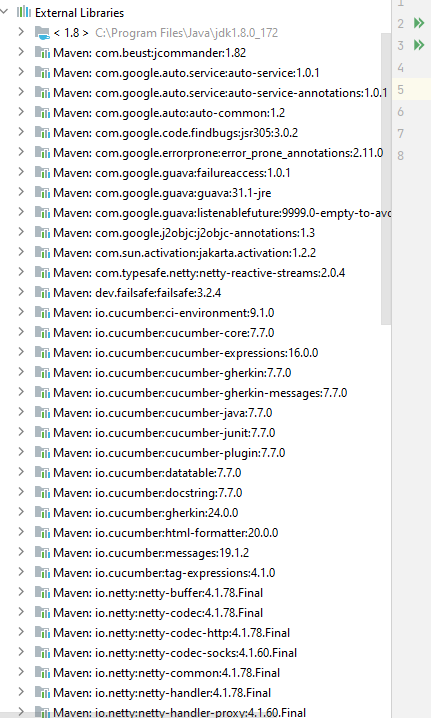 External Libraries
< 1.8 > C:\Program Files\Java\jdk1.8.0_172
Maven: com.beust:jcommander:1.82
Maven: com.google.auto.service:auto-service:1.0.1
Maven: com.google.auto.service:auto-service-annotations:1.0.1
Maven: com.google.auto:auto-common:1.2
Maven: com.google.code.findbugs:jsr305:3.0.2
Maven: com.google.errorprone:error_prone_annotations:2.11.0
Maven: com.google.guava:failureaccess:1.0.1
Maven: com.google.guava:guava:31.1-jre
Maven: com.google.guava:listenablefuture:9999.0-empty-to-avo
Maven: com.google.j2objc:j2objc-annotations:1.3
Maven: com.sun.activation:jakarta.activation:1.2.2
Maven: com.typesafe.netty:netty-reactive-streams:2.0.4
Maven: dev.failsafe:failsafe:3.2.4
Maven: io.cucumber:ci-environment:9.1.0
Maven: io.cucumber:cucumber-core:7.7.0
Maven: io.cucumber:cucumber-expressions:16.0.0
Maven: io.cucumber:cucumber-gherkin:7.7.0
Maven: io.cucumber:cucumber-gherkin-messages:7.7.0
Maven: io.cucumber:cucumber-java:7.7.0
Maven: io.cucumber:cucumber-junit:7.7.0
Maven: io.cucumber:cucumber-plugin:7.7.0
Maven: io.cucumber:datatable:7.7.0
Maven: io.cucumber:docstring:7.7.0
Maven: io.cucumber:gherkin:24.0.0
Maven: io.cucumber:html-formatter:20.0.0
Maven: io.cucumber:messages:19.1.2
Maven: io.cucumber:tag-expressions:4.1.0
Maven: io.netty:netty-buffer:4.1.78.Final
Maven: io.netty:netty-codec:4.1.78.Final
Maven: io.netty:netty-codec-http:4.1.78.Final
Maven: io.netty:netty-codec-socks:4.1.60.Final
Maven: io.netty:netty-common:4.1.78.Final
Maven: io.netty:netty-handler:4.1.78.Final
Maven: io.netty:netty-handler-proxy:4.1.60.Final
1
2
3
4
5
6
7
8